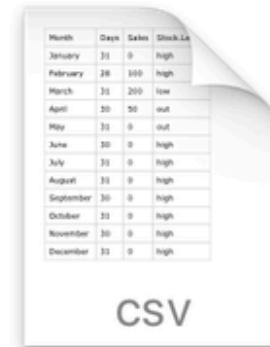 Month Days Sales Stock.Le
January 31 0 high
February 28 100 high
March 31 200 low
April 30 50 out
May 31 0 out
June 30 0 high
July 31 0 high
August 31 0 high
September 30 0 high
October 31 0 high
November 30 0 high
December 31 0 high
CSV